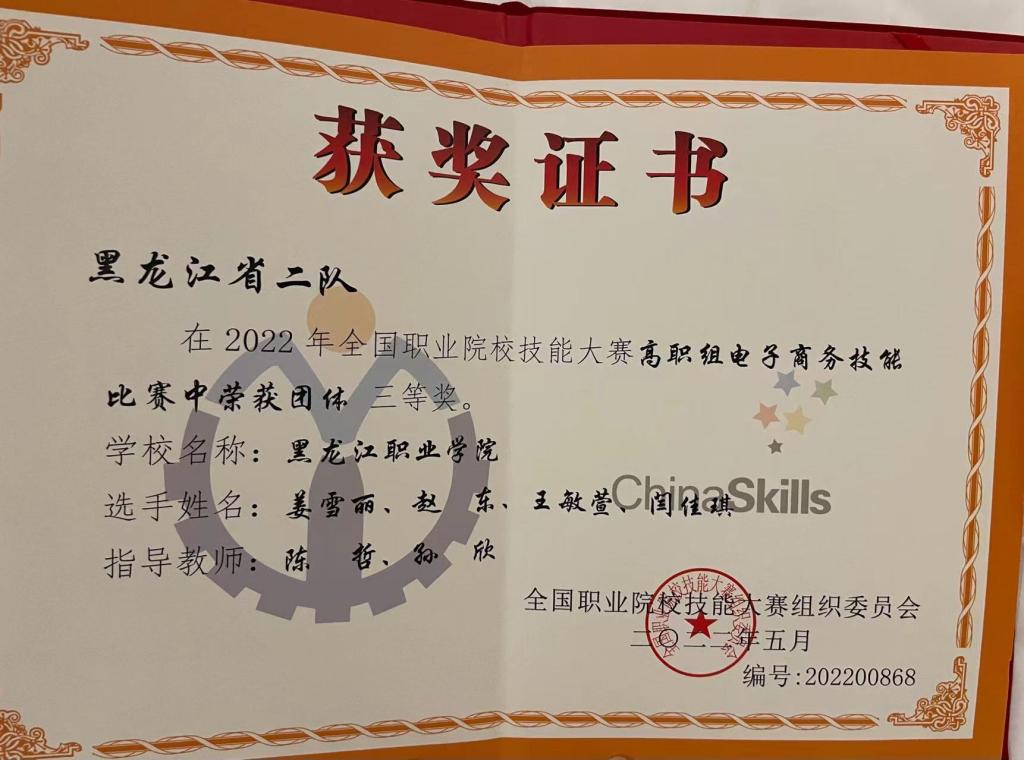 获奖证书
黑龙江省二队
在 2022 年全国职业院校技能大赛高职组电子商务技能
比赛中荣获团体 三等奖。
学校名称：黑龙江职业学院
ChinaSkills
选手姓名：姜雪丽、赵 东、王敏萱、闫佳琪
指导教师：陈 哲、孙 欣
全国职业院校技能大赛组织委员会
二〇二二年五月
编号:202200868